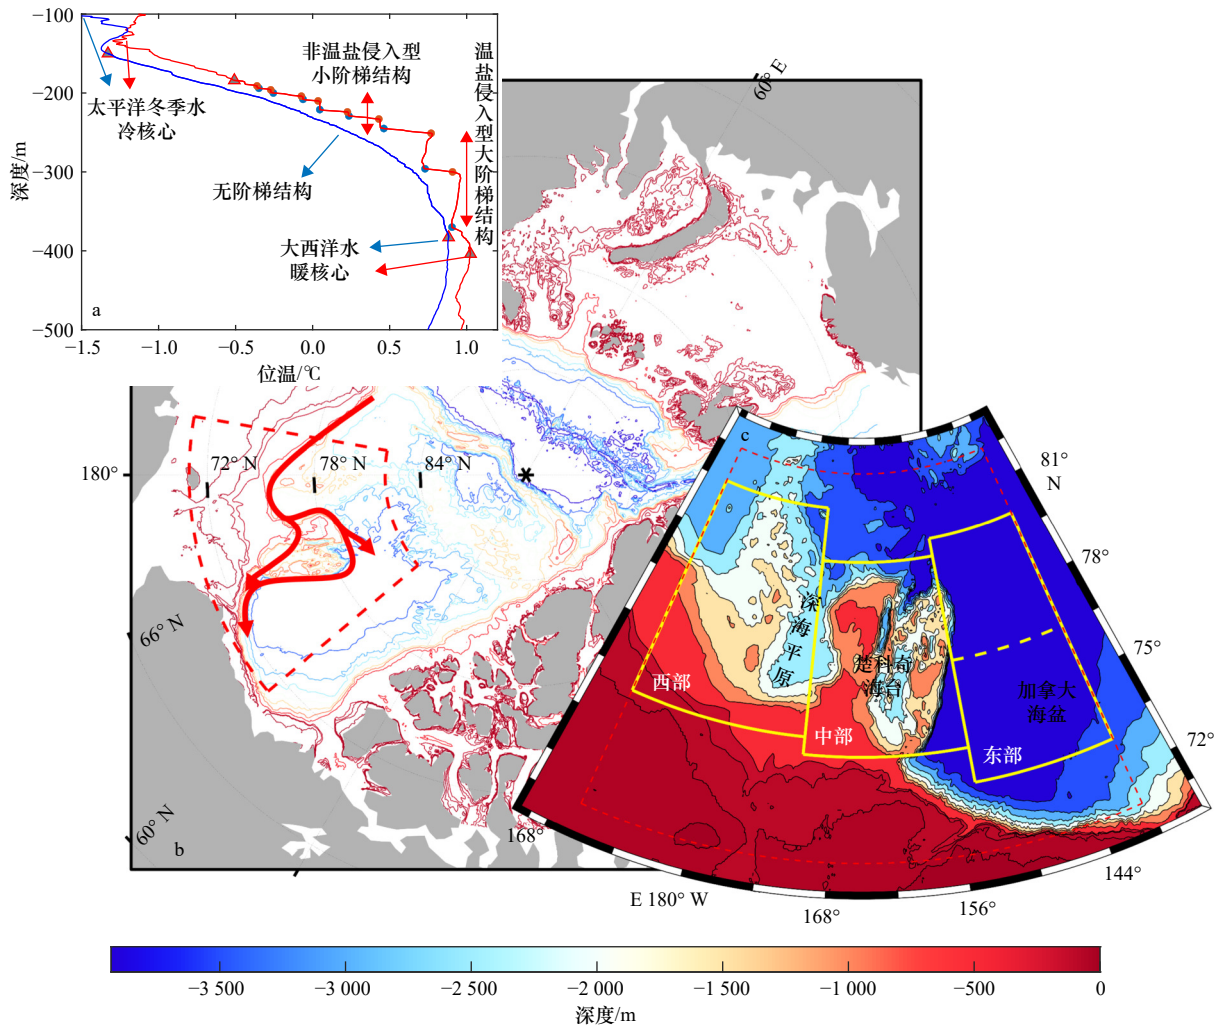 −100
−150
−200
−300
−400
−500
深度/m
−1.5
−1.0
−0.5
0.0
0.5
1.0
位温/℃
太平洋冬季水
冷核心
非温盐侵入型
小阶梯结构
温盐侵入型大阶梯结构
无阶梯结构
大西洋水
暖核心
a
60° E
180°
72° N
78° N
84° N
66° N
60° N
b
c
81°
N
78°
75°
72°
144°
156°
168°
E 180° W
168°
深海平原
楚科奇
海台
加拿大
海盆
西部
中部
东部
−3 500
−3 000
−2 500
−2 000
−1 500
−1 000
−500
0
深度/m